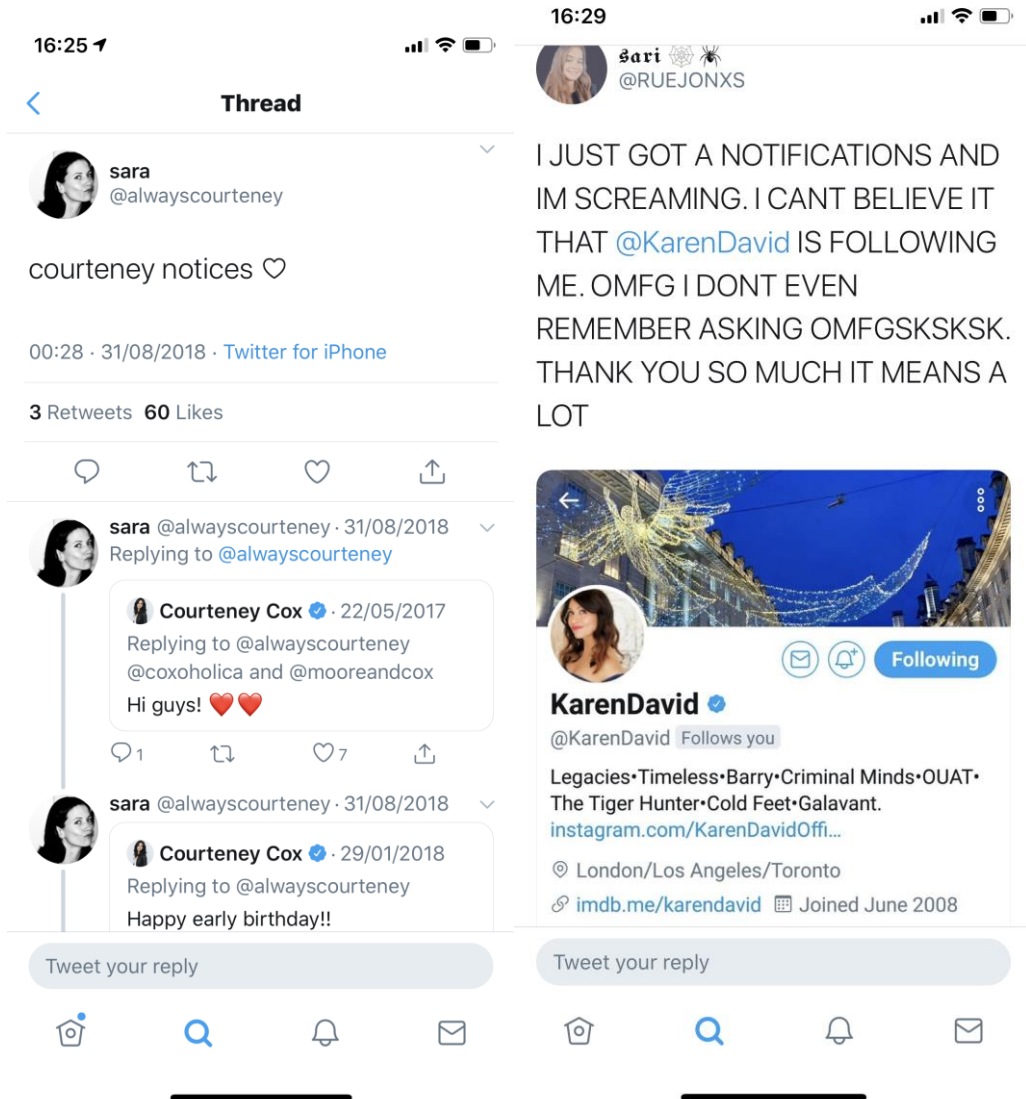 16:25
Thread
sara
@alwayscourteney
courteney notices ♡
00:28 · 31/08/2018 · Twitter for iPhone
3 Retweets 60 Likes
sara @alwayscourteney · 31/08/2018
Replying to @alwayscourteney
Courteney Cox · 22/05/2017
Replying to @alwayscourteney
@coxoholica and @mooreandcox
Hi guys! ❤️❤️
1
7
sara @alwayscourteney · 31/08/2018
Courteney Cox · 29/01/2018
Replying to @alwayscourteney
Happy early birthday!!
Tweet your reply
16:29
𝖘𝖆𝖗𝖎 🕸️🕷️
@RUEJONXS
I JUST GOT A NOTIFICATIONS AND
IM SCREAMING. I CANT BELIEVE IT
THAT @KarenDavid IS FOLLOWING
ME. OMFG I DONT EVEN
REMEMBER ASKING OMFGSKSKSK.
THANK YOU SO MUCH IT MEANS A
LOT
Following
KarenDavid
@KarenDavid Follows you
Legacies•Timeless•Barry•Criminal Minds•OUAT•
The Tiger Hunter•Cold Feet•Galavant.
instagram.com/KarenDavidOffi...
London/Los Angeles/Toronto
imdb.me/karendavid Joined June 2008
Tweet your reply